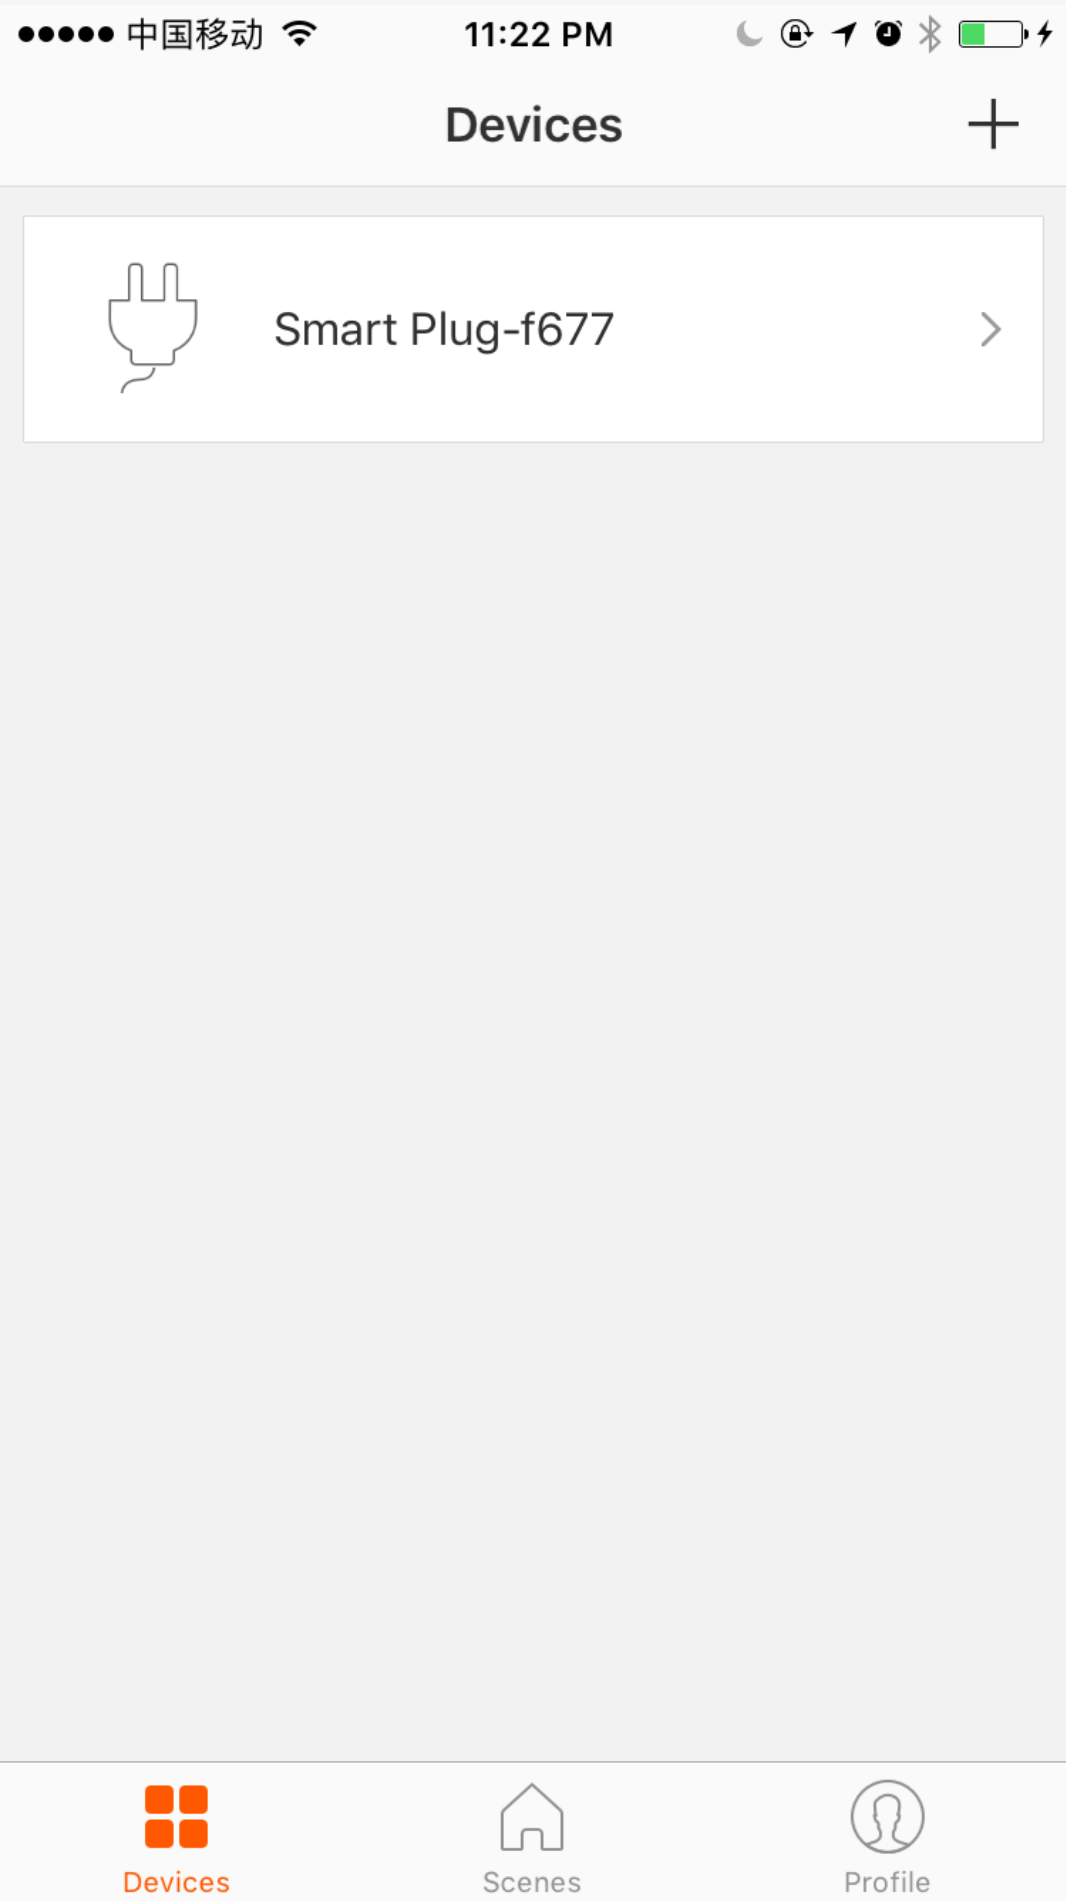 中国移动 11:22 PM
Devices
Smart Plug-f677
Devices Scenes Profile